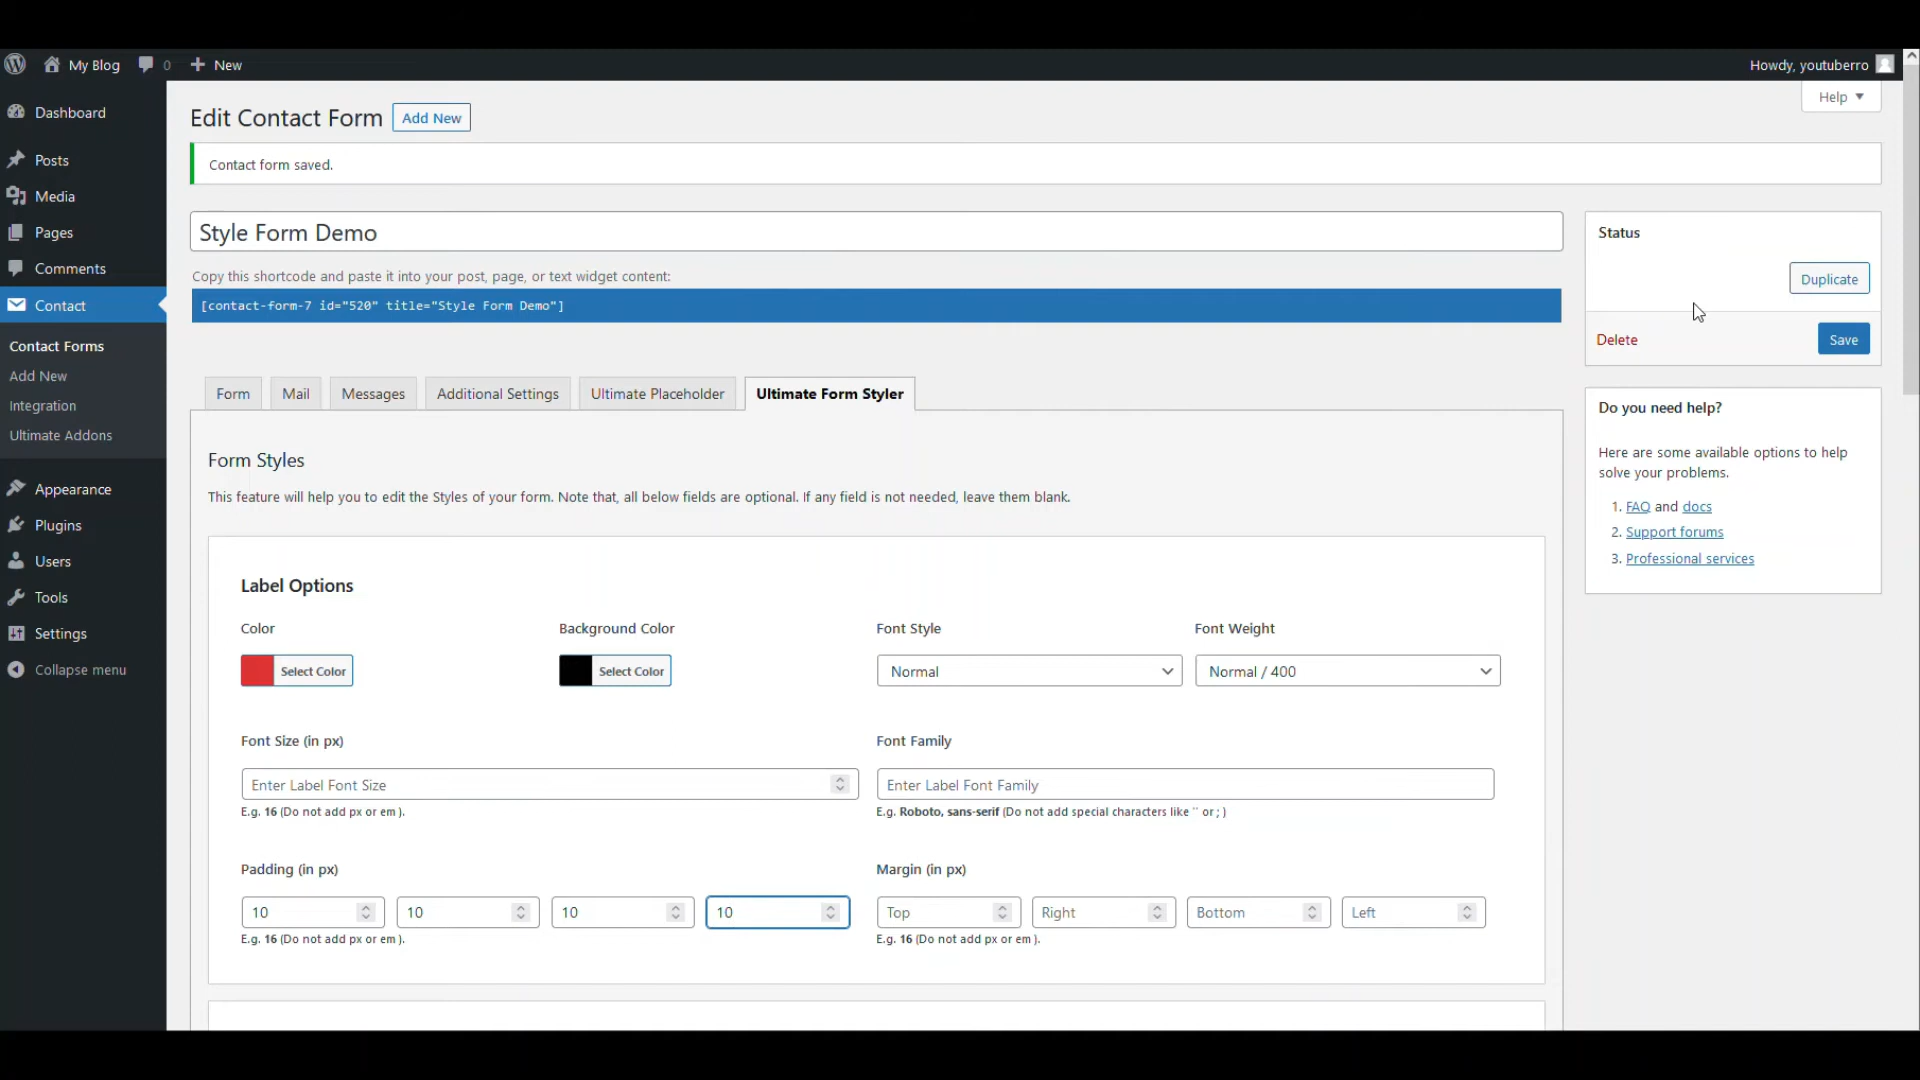 My Blog
0
New
Howdy, youtuberro
Help
Dashboard
Posts
Media
Pages
Comments
Contact
Contact Forms
Add New
Integration
Ultimate Addons
Appearance
Plugins
Users
Tools
Settings
Collapse menu
Edit Contact Form
Add New
Contact form saved.
Style Form Demo
Copy this shortcode and paste it into your post, page, or text widget content:
[contact-form-7 id="520" title="Style Form Demo"]
Form
Mail
Messages
Additional Settings
Ultimate Placeholder
Ultimate Form Styler
Form Styles
This feature will help you to edit the Styles of your form. Note that, all below fields are optional. If any field is not needed, leave them blank.
Label Options
Color
Background Color
Font Style
Font Weight
Select Color
Select Color
Normal
Normal / 400
Font Size (in px)
Font Family
Enter Label Font Size
Enter Label Font Family
E.g. 16 (Do not add px or em ).
E.g. Roboto, sans-serif (Do not add special characters like '' or ; )
Padding (in px)
Margin (in px)
10
10
10
10
Top
Right
Bottom
Left
E.g. 16 (Do not add px or em ).
E.g. 16 (Do not add px or em ).
Status
Duplicate
Delete
Save
Do you need help?
Here are some available options to help
solve your problems.
1. FAQ and docs
2. Support forums
3. Professional services